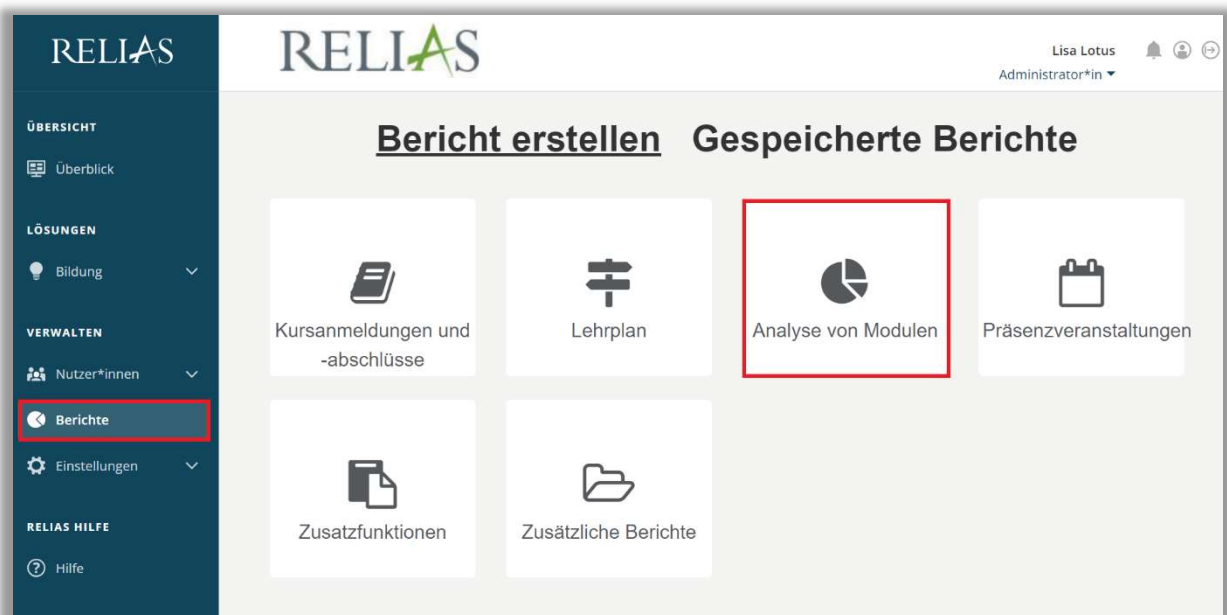 RELIAS
ÜBERSICHT
Überblick
LÖSUNGEN
Bildung
VERWALTEN
Nutzer*innen
Berichte
Einstellungen
RELIAS HILFE
Hilfe
RELIAS
Lisa Lotus
Administrator*in
Bericht erstellen Gespeicherte Berichte
Kursanmeldungen und
-abschlüsse
Lehrplan
Analyse von Modulen
Präsenzveranstaltungen
Zusatzfunktionen
Zusätzliche Berichte